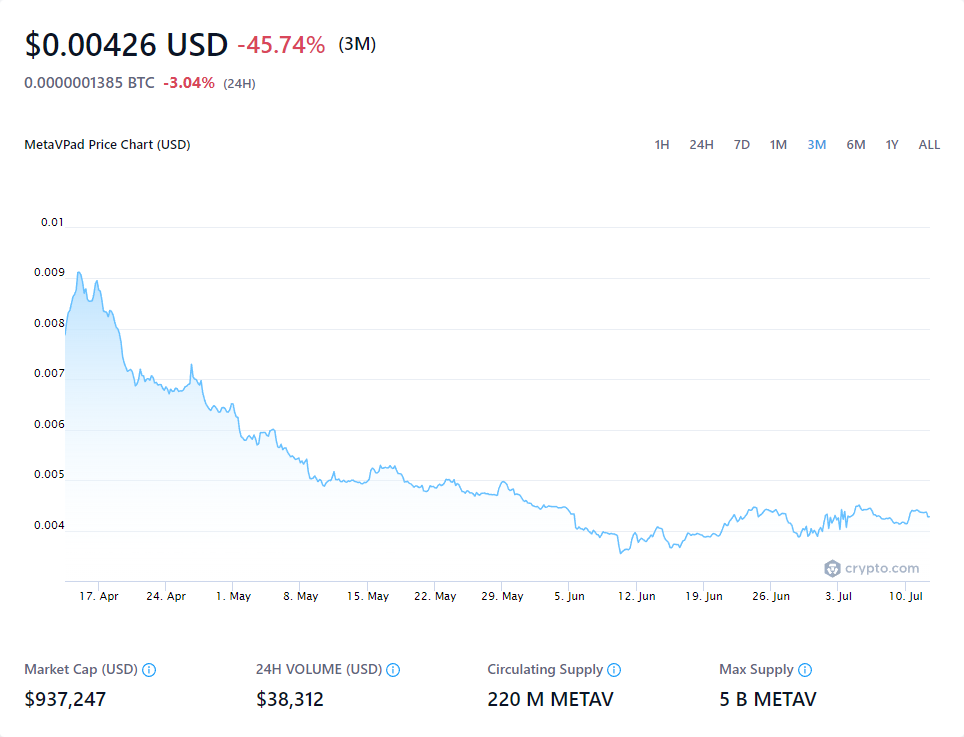 $0.00426 USD -45.74% (3M)
0.0000001385 BTC -3.04% (24H)
MetaVPad Price Chart (USD) 1H 24H 7D 1M 3M 6M 1Y ALL
0.01
0.009
0.008
0.007
0.006
0.005
0.004
crypto.com
17. Apr 24. Apr 1. May 8. May 15. May 22. May 29. May 5. Jun 12. Jun 19. Jun 26. Jun 3. Jul 10. Jul
Market Cap (USD) 24H VOLUME (USD) Circulating Supply Max Supply
$937,247 $38,312 220 M METAV 5 B METAV